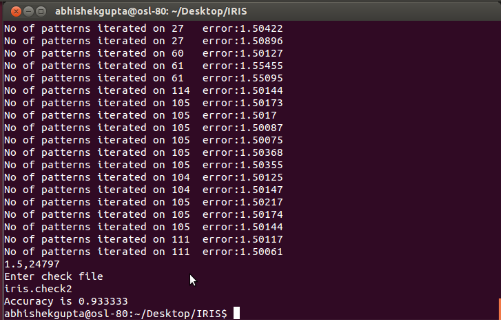 abhishekgupta@osl-80: ~/Desktop/IRIS
No of patterns iterated on 27 error:1.50422
No of patterns iterated on 27 error:1.50896
No of patterns iterated on 60 error:1.50127
No of patterns iterated on 61 error:1.55455
No of patterns iterated on 61 error:1.55095
No of patterns iterated on 114 error:1.50144
No of patterns iterated on 105 error:1.50173
No of patterns iterated on 105 error:1.5017
No of patterns iterated on 105 error:1.50087
No of patterns iterated on 105 error:1.50075
No of patterns iterated on 105 error:1.50368
No of patterns iterated on 105 error:1.50355
No of patterns iterated on 104 error:1.50125
No of patterns iterated on 104 error:1.50147
No of patterns iterated on 105 error:1.50217
No of patterns iterated on 105 error:1.50174
No of patterns iterated on 105 error:1.50144
No of patterns iterated on 111 error:1.50117
No of patterns iterated on 111 error:1.50061
1.5,24797
Enter check file
iris.check2
Accuracy is 0.933333
abhishekgupta@osl-80:~/Desktop/IRIS$